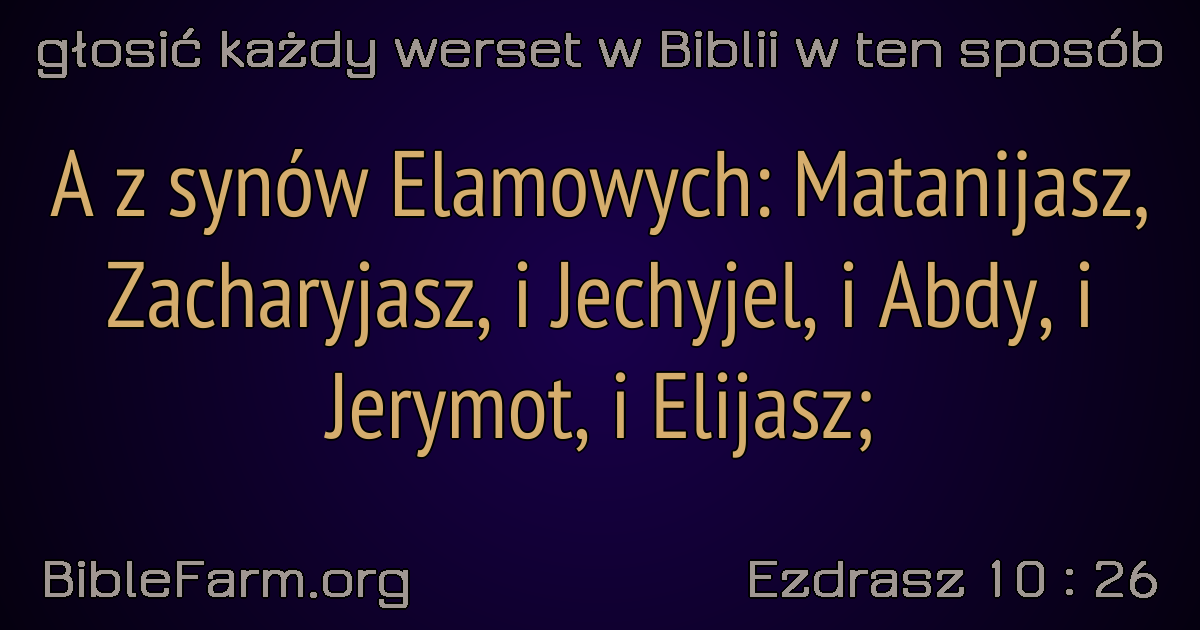 głosić każdy werset w Biblii w ten sposób
A z synów Elamowych: Matanijasz,
Zacharyjasz, i Jechyjel, i Abdy, i
Jerymot, i Elijasz;
BibleFarm.org
Ezdrasz 10 : 26